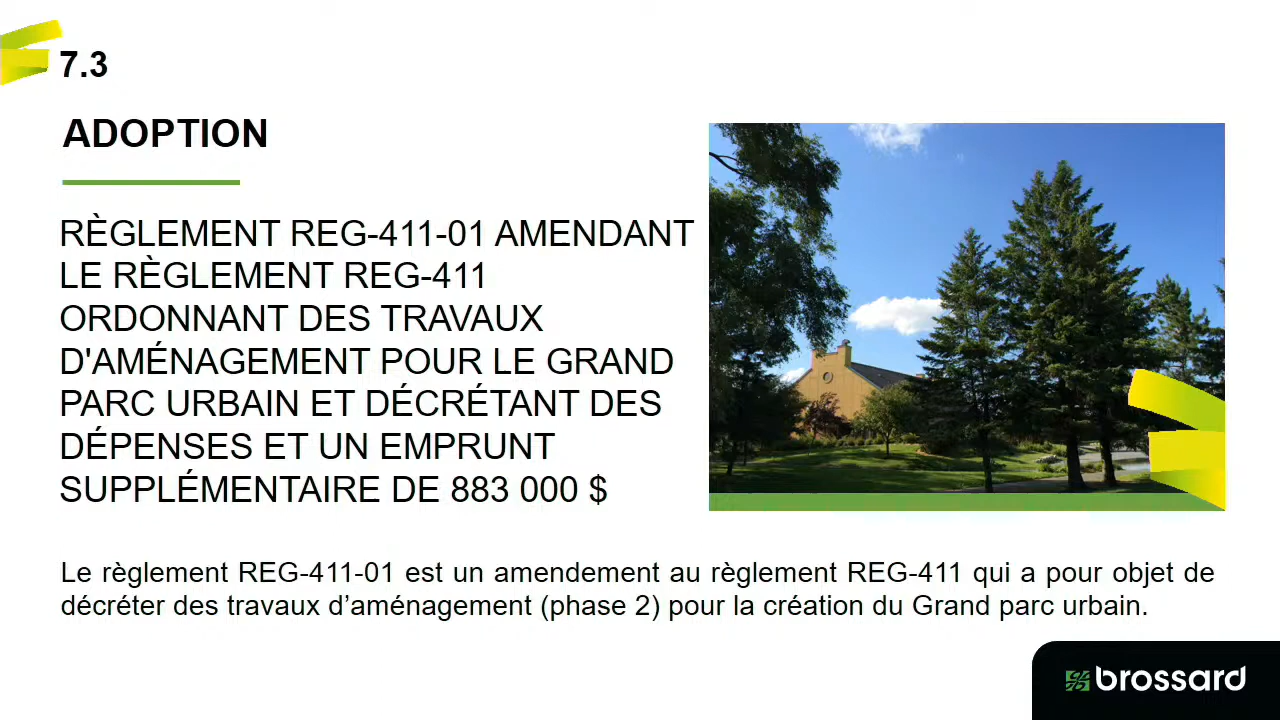 7.3
ADOPTION
RÈGLEMENT REG-411-01 AMENDANT
LE RÈGLEMENT REG-411
ORDONNANT DES TRAVAUX
D'AMÉNAGEMENT POUR LE GRAND
PARC URBAIN ET DÉCRÉTANT DES
DÉPENSES ET UN EMPRUNT
SUPPLÉMENTAIRE DE 883 000 $
Le règlement REG-411-01 est un amendement au règlement REG-411 qui a pour objet de
décréter des travaux d’aménagement (phase 2) pour la création du Grand parc urbain.
brossard